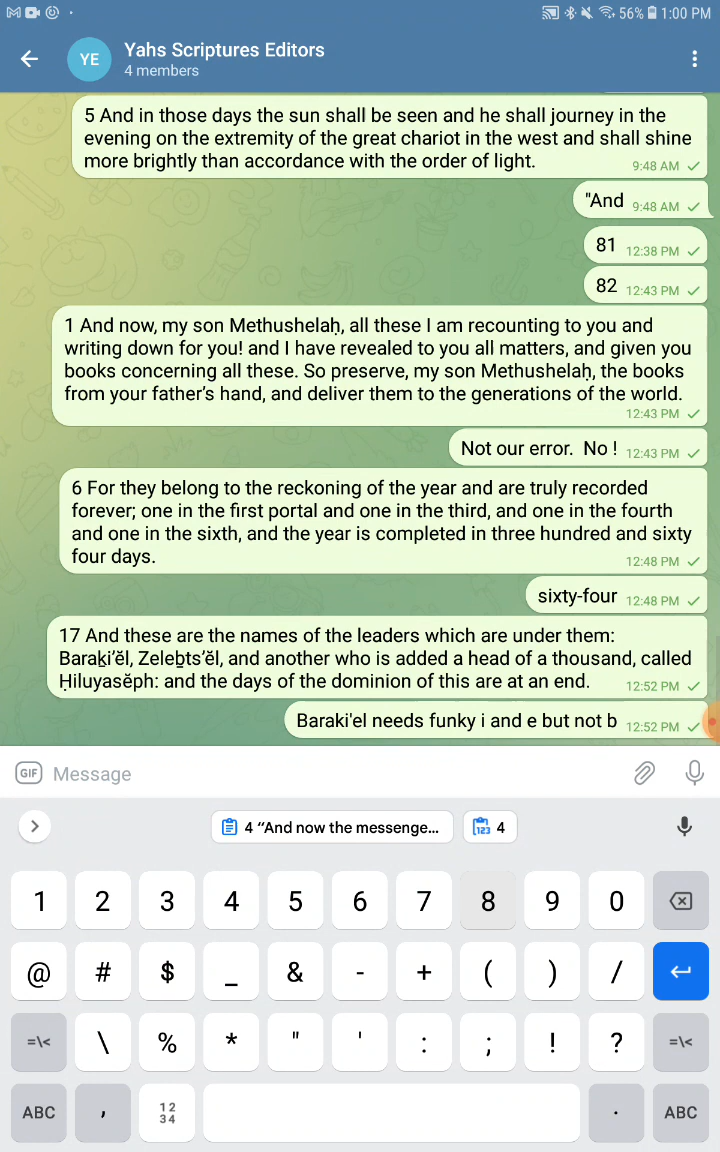 56% 1:00 PM
YE
Yahs Scriptures Editors
4 members
5 And in those days the sun shall be seen and he shall journey in the
evening on the extremity of the great chariot in the west and shall shine
more brightly than accordance with the order of light.
9:48 AM
"And 9:48 AM
81 12:38 PM
82 12:43 PM
1 And now, my son Methushelaḥ, all these I am recounting to you and
writing down for you! and I have revealed to you all matters, and given you
books concerning all these. So preserve, my son Methushelaḥ, the books
from your father’s hand, and deliver them to the generations of the world.
12:43 PM
Not our error.  No ! 12:43 PM
6 For they belong to the reckoning of the year and are truly recorded
forever; one in the first portal and one in the third, and one in the fourth
and one in the sixth, and the year is completed in three hundred and sixty
four days.
12:48 PM
sixty-four 12:48 PM
17 And these are the names of the leaders which are under them:
Baraḵi’ĕl, Zeleḇts’ĕl, and another who is added a head of a thousand, called
Ḥiluyasĕph: and the days of the dominion of this are at an end.
12:52 PM
Baraki'el needs funky i and e but not b 12:52 PM
GIF Message
4 “And now the messenge... 123 4
1 2 3 4 5 6 7 8 9 0
@ # $ _ & - + ( ) /
=\< \ % * " ' : ; ! ? =\<
ABC , 12 . ABC
34